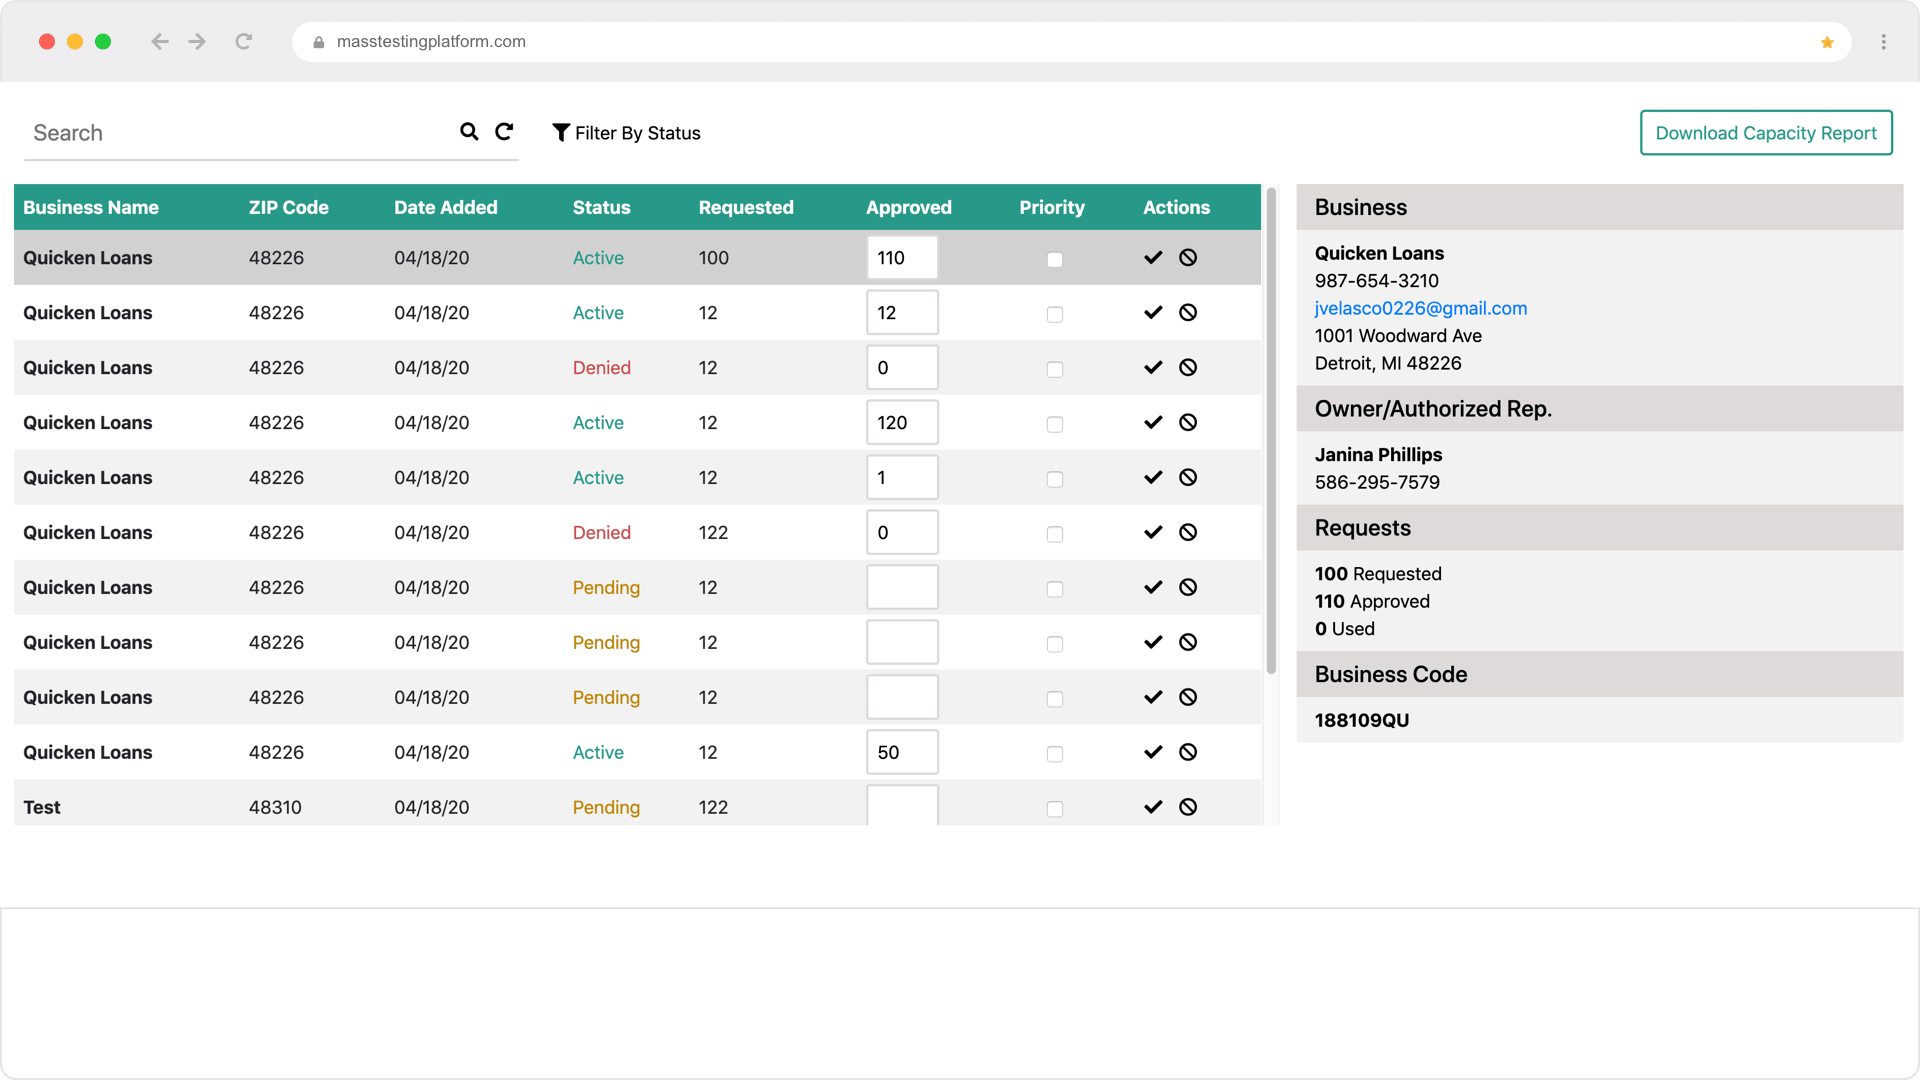 masstestingplatform.com
Search Filter By Status Download Capacity Report
Business Name ZIP Code Date Added Status Requested Approved Priority Actions
Quicken Loans 48226 04/18/20 Active 100 110
Quicken Loans 48226 04/18/20 Active 12 12
Quicken Loans 48226 04/18/20 Denied 12 0
Quicken Loans 48226 04/18/20 Active 12 120
Quicken Loans 48226 04/18/20 Active 12 1
Quicken Loans 48226 04/18/20 Denied 122 0
Quicken Loans 48226 04/18/20 Pending 12
Quicken Loans 48226 04/18/20 Pending 12
Quicken Loans 48226 04/18/20 Pending 12
Quicken Loans 48226 04/18/20 Active 12 50
Test 48310 04/18/20 Pending 122
Business
Quicken Loans
987-654-3210
jvelasco0226@gmail.com
1001 Woodward Ave
Detroit, MI 48226
Owner/Authorized Rep.
Janina Phillips
586-295-7579
Requests
100 Requested
110 Approved
0 Used
Business Code
188109QU